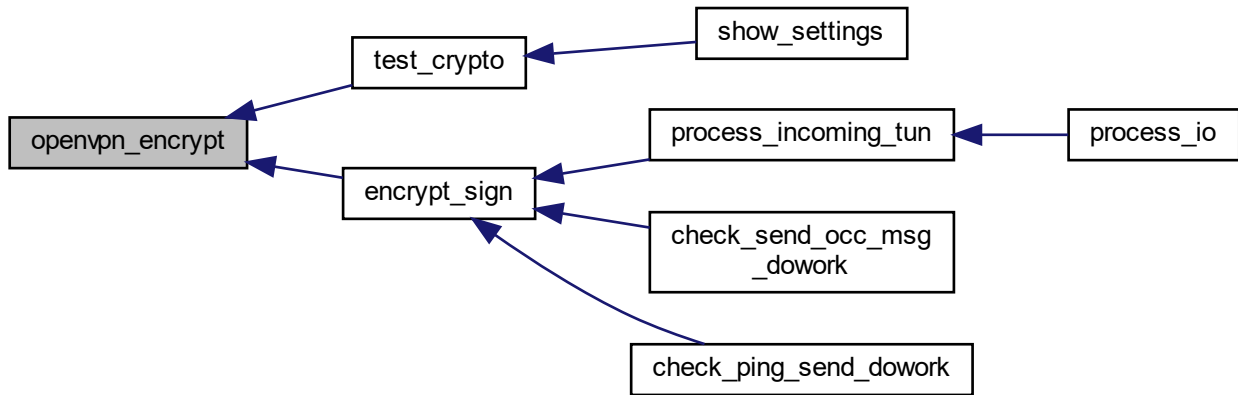 show_settings
test_crypto
process_incoming_tun
process_io
openvpn_encrypt
encrypt_sign
check_send_occ_msg
_dowork
check_ping_send_dowork